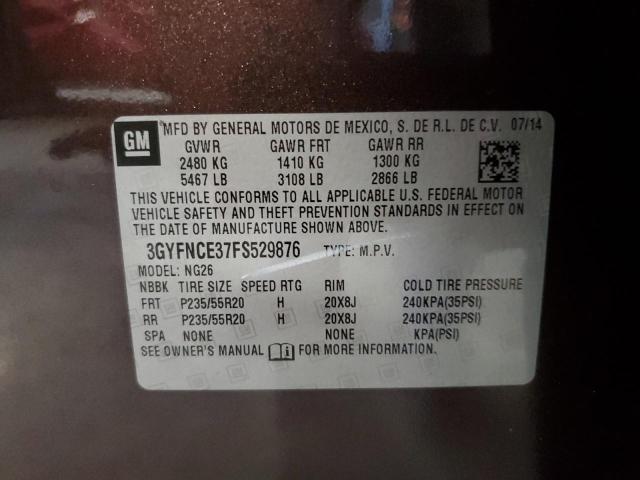 GM MFD BY GENERAL MOTORS DE MEXICO, S. DE R.L. DE C.V. 07/14
GVWR GAWR FRT GAWR RR
2480 KG 1410 KG 1300 KG
5467 LB 3108 LB 2866 LB
THIS VEHICLE CONFORMS TO ALL APPLICABLE U.S. FEDERAL MOTOR
VEHICLE SAFETY AND THEFT PREVENTION STANDARDS IN EFFECT ON
THE DATE OF MANUFACTURE SHOWN ABOVE.
3GYFNCE37FS529876 TYPE: M.P.V.
MODEL: NG26
NBBK TIRE SIZE SPEED RTG RIM COLD TIRE PRESSURE
FRT P235/55R20 H 20X8J 240KPA(35PSI)
RR P235/55R20 H 20X8J 240KPA(35PSI)
SPA NONE NONE KPA(PSI)
SEE OWNER'S MANUAL FOR MORE INFORMATION.